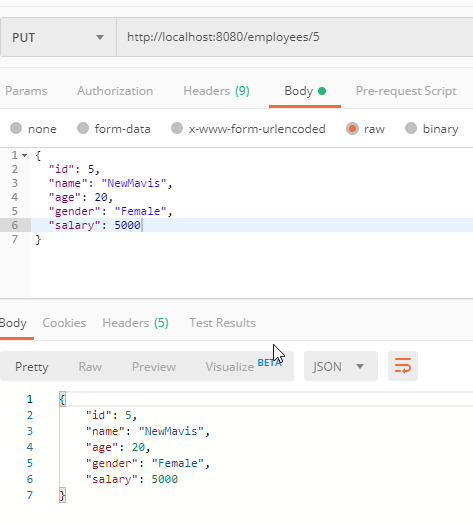 PUT http://localhost:8080/employees/5
Params Authorization Headers (9) Body Pre-request Script
none form-data x-www-form-urlencoded raw binary
1 {
2 "id": 5,
3 "name": "NewMavis",
4 "age": 20,
5 "gender": "Female",
6 "salary": 5000
7 }
Body Cookies Headers (5) Test Results
Pretty Raw Preview Visualize BETA JSON
1 {
2 "id": 5,
3 "name": "NewMavis",
4 "age": 20,
5 "gender": "Female",
6 "salary": 5000
7 }